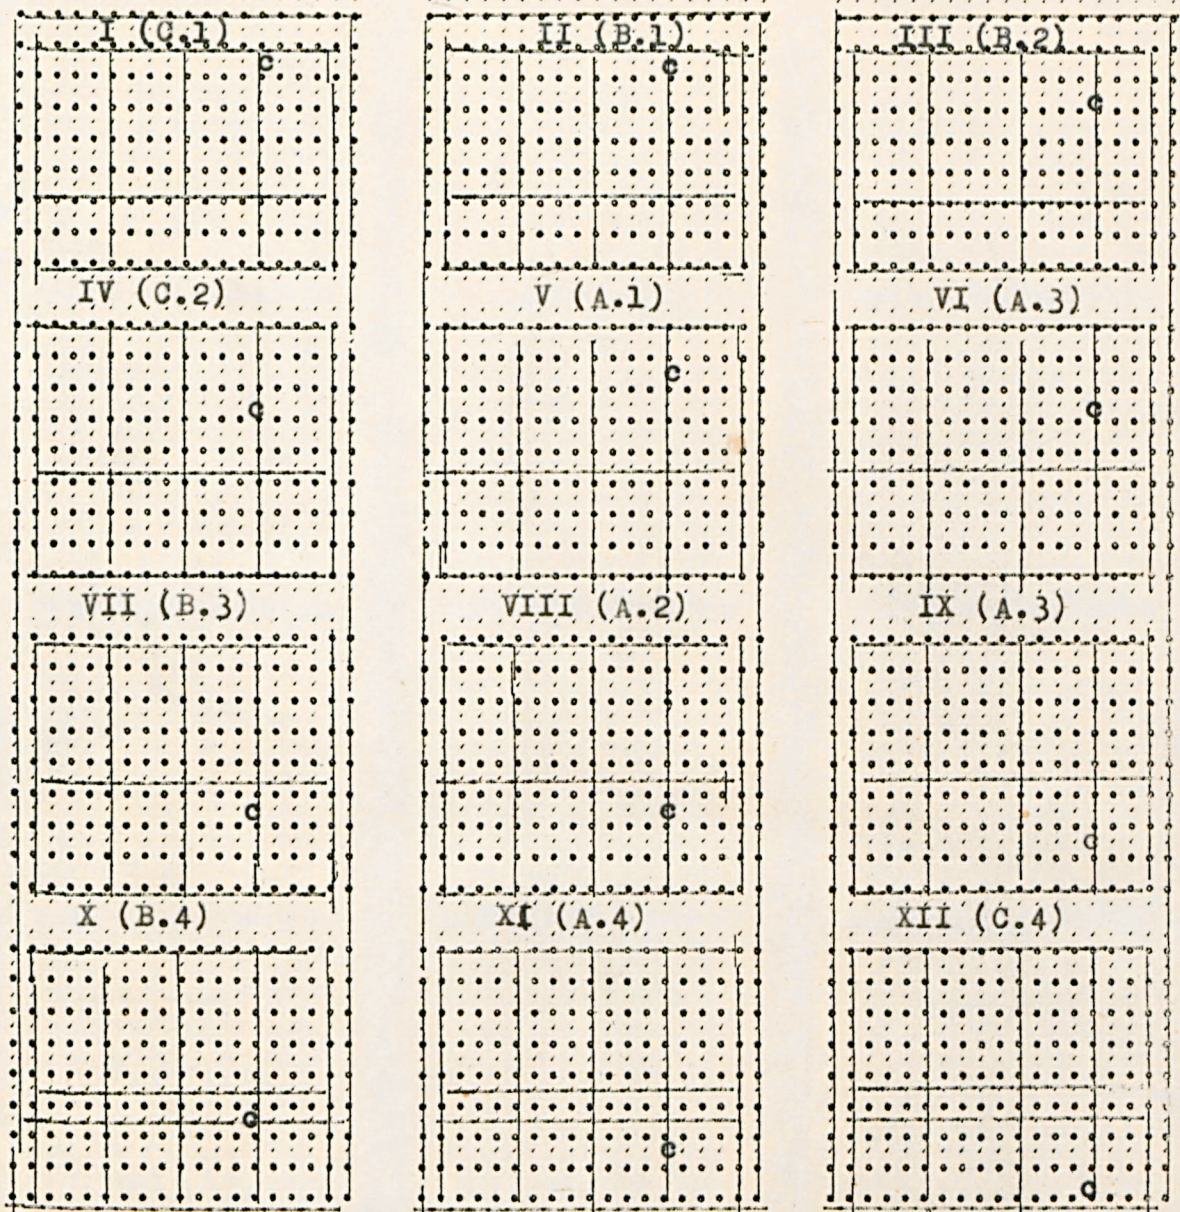 I (C.1) II (B.1) III (B.2)
C C C
IV (C.2) V (A.1) VI (A.3)
C C C
VII (B.3) VIII (A.2) IX (A.3)
C C C
X (B.4) XI (A.4) XII (C.4)
C C C